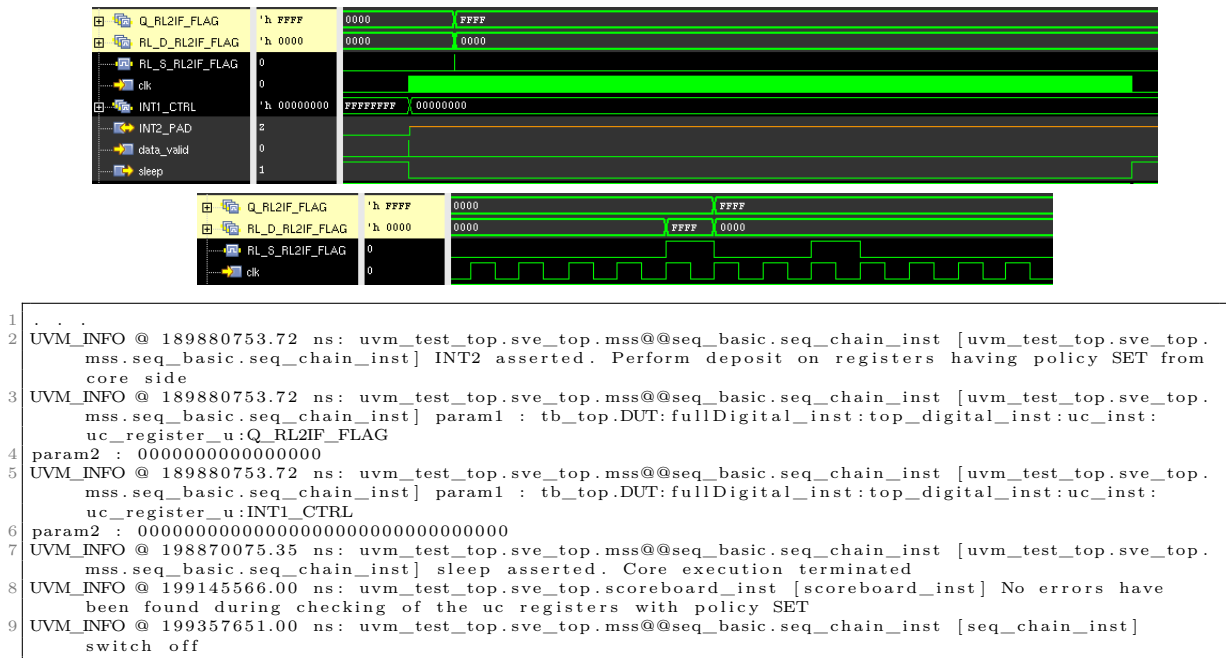 Q_RL2IF_FLAG 'h FFFF 0000 FFFF
RL_D_RL2IF_FLAG 'h 0000 0000 0000
RL_S_RL2IF_FLAG 0
clk 0
INT1_CTRL 'h 00000000 FFFFFFFF 00000000
INT2_PAD z
data_valid 0
sleep 1
Q_RL2IF_FLAG 'h FFFF 0000 FFFF
RL_D_RL2IF_FLAG 'h 0000 0000 FFFF 0000
RL_S_RL2IF_FLAG 0
clk 0
1 . . .
2 UVM_INFO @ 189880753.72 ns: uvm_test_top.sve_top.mss@@seq_basic.seq_chain_inst [uvm_test_top.sve_top.
mss.seq_basic.seq_chain_inst] INT2 asserted. Perform deposit on registers having policy SET from
core side
3 UVM_INFO @ 189880753.72 ns: uvm_test_top.sve_top.mss@@seq_basic.seq_chain_inst [uvm_test_top.sve_top.
mss.seq_basic.seq_chain_inst] param1 : tb_top.DUT:fullDigital_inst:top_digital_inst:uc_inst:
uc_register_u:Q_RL2IF_FLAG
4 param2 : 0000000000000000
5 UVM_INFO @ 189880753.72 ns: uvm_test_top.sve_top.mss@@seq_basic.seq_chain_inst [uvm_test_top.sve_top.
mss.seq_basic.seq_chain_inst] param1 : tb_top.DUT:fullDigital_inst:top_digital_inst:uc_inst:
uc_register_u:INT1_CTRL
6 param2 : 00000000000000000000000000000000
7 UVM_INFO @ 198870075.35 ns: uvm_test_top.sve_top.mss@@seq_basic.seq_chain_inst [uvm_test_top.sve_top.
mss.seq_basic.seq_chain_inst] sleep asserted. Core execution terminated
8 UVM_INFO @ 199145566.00 ns: uvm_test_top.sve_top.scoreboard_inst [scoreboard_inst] No errors have
been found during checking of the uc registers with policy SET
9 UVM_INFO @ 199357651.00 ns: uvm_test_top.sve_top.mss@@seq_basic.seq_chain_inst [seq_chain_inst]
switch off